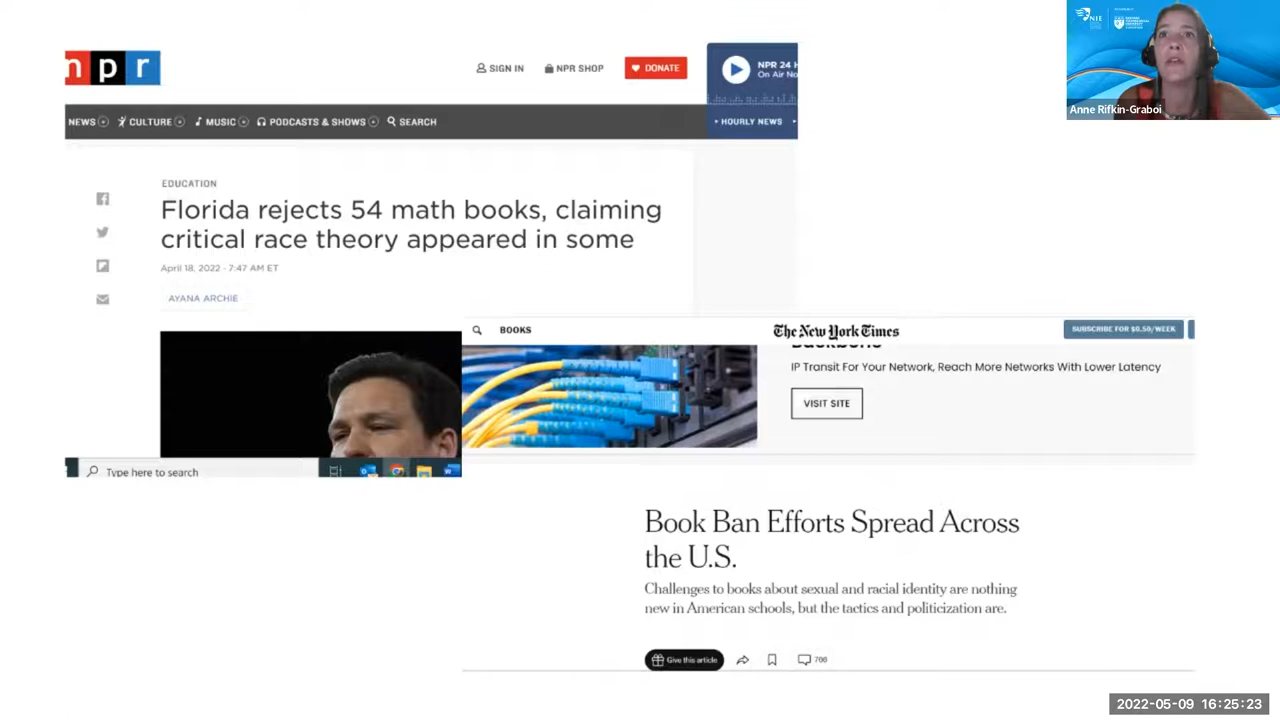 npr
SIGN IN
NPR SHOP
DONATE
NPR 24 H
On Air No
NEWS
CULTURE
MUSIC
PODCASTS & SHOWS
SEARCH
HOURLY NEWS
EDUCATION
Florida rejects 54 math books, claiming
critical race theory appeared in some
April 18, 2022 · 7:47 AM ET
AYANA ARCHIE
Type here to search
BOOKS
The New York Times
SUBSCRIBE FOR $0.50/WEEK
IP Transit For Your Network, Reach More Networks With Lower Latency
VISIT SITE
Book Ban Efforts Spread Across
the U.S.
Challenges to books about sexual and racial identity are nothing
new in American schools, but the tactics and politicization are.
Give this article
NIE
Anne Rifkin-Graboi
2022-05-09 16:25:23